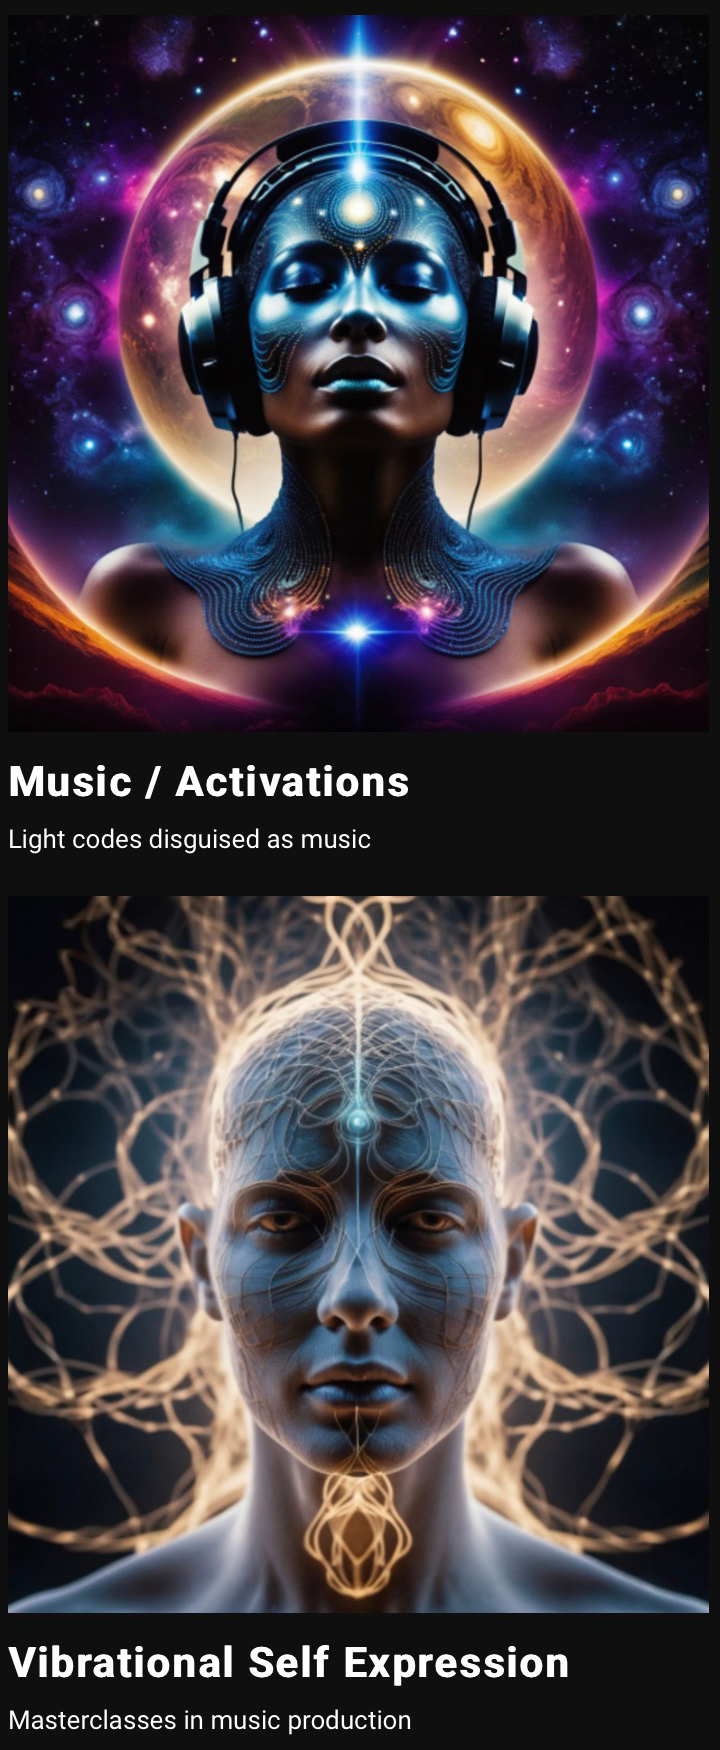 Music / Activations
Light codes disguised as music
Vibrational Self Expression
Masterclasses in music production